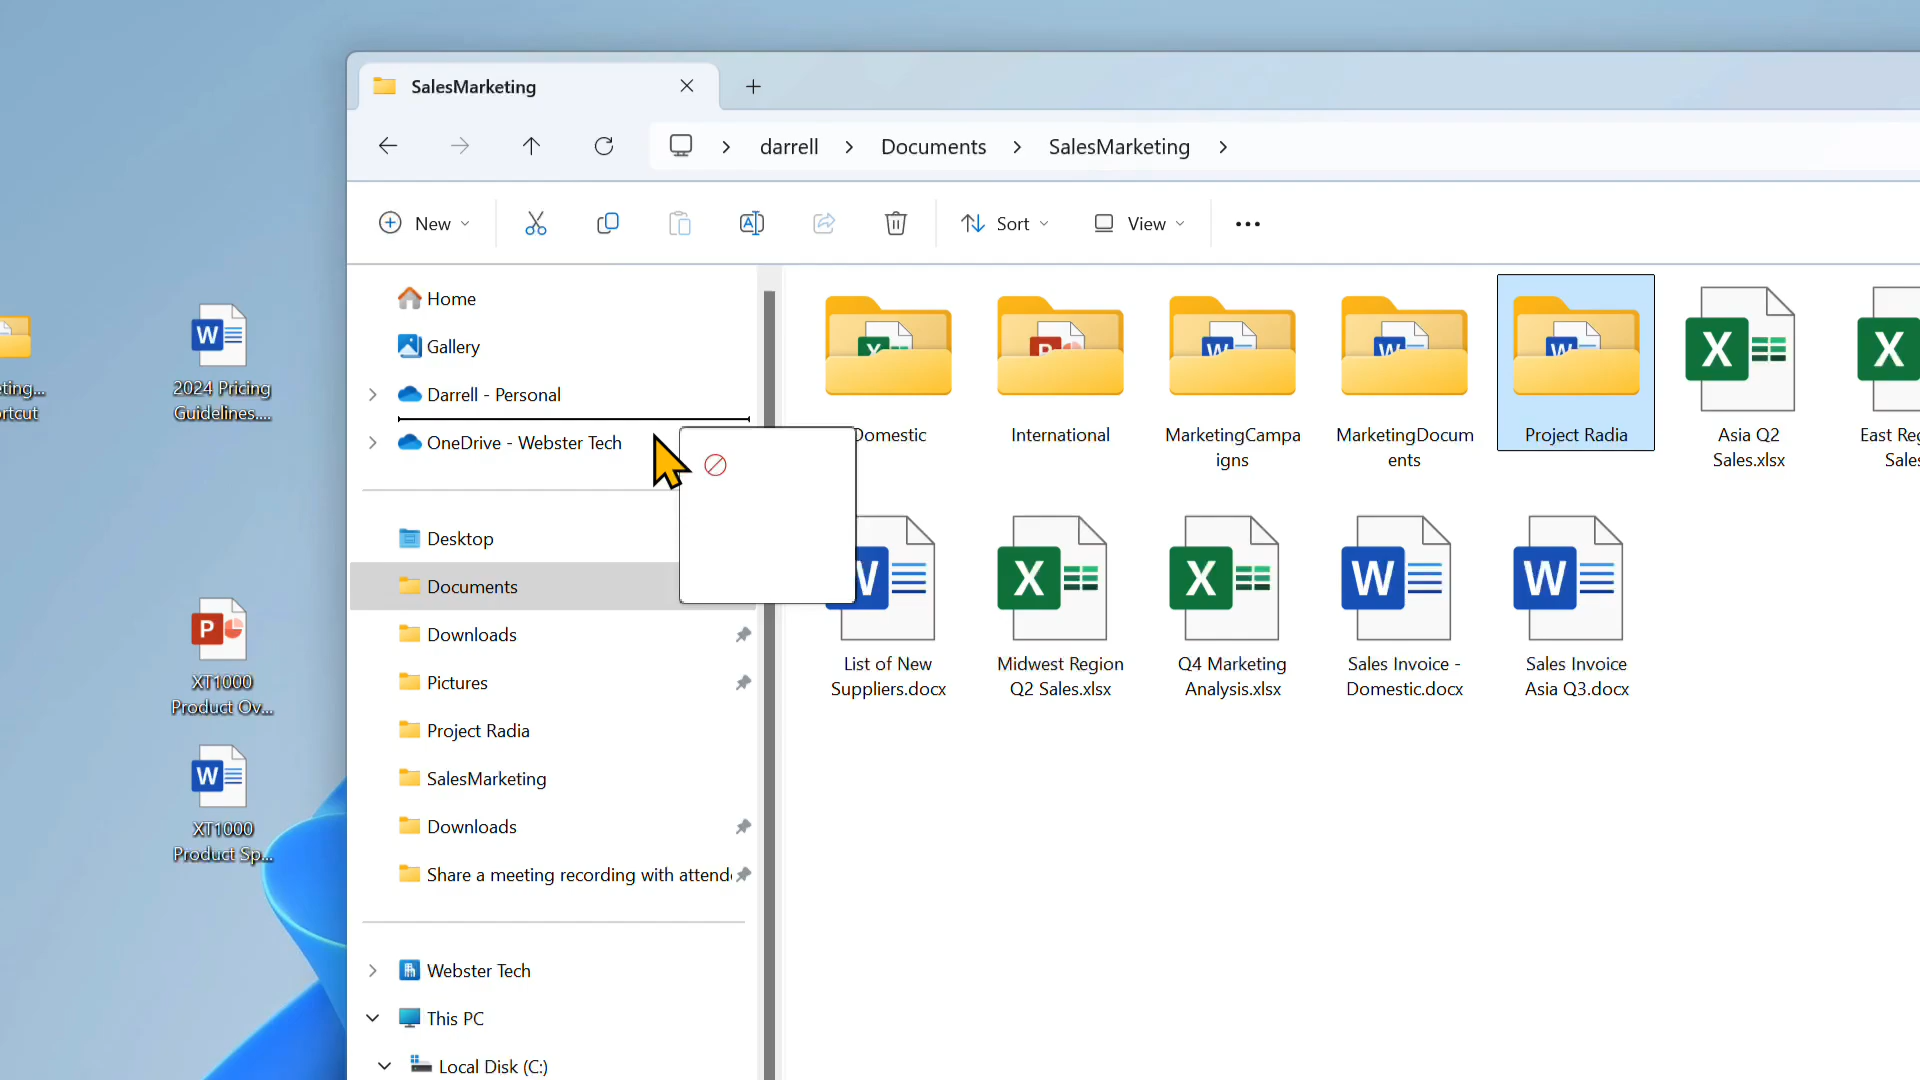 SalesMarketing
darrell
Documents
SalesMarketing
New
Sort
View
Home
Gallery
Darrell - Personal
OneDrive - Webster Tech
Desktop
Documents
Downloads
Pictures
Project Radia
SalesMarketing
Downloads
Share a meeting recording with attend
Webster Tech
This PC
Local Disk (C:)
Domestic
International
MarketingCampa
igns
MarketingDocum
ents
Project Radia
Asia Q2
Sales.xlsx
East Reg
Sales
List of New
Suppliers.docx
Midwest Region
Q2 Sales.xlsx
Q4 Marketing
Analysis.xlsx
Sales Invoice -
Domestic.docx
Sales Invoice
Asia Q3.docx
eting...
ortcut
2024 Pricing
Guidelines....
XT1000
Product Ov...
XT1000
Product Sp...